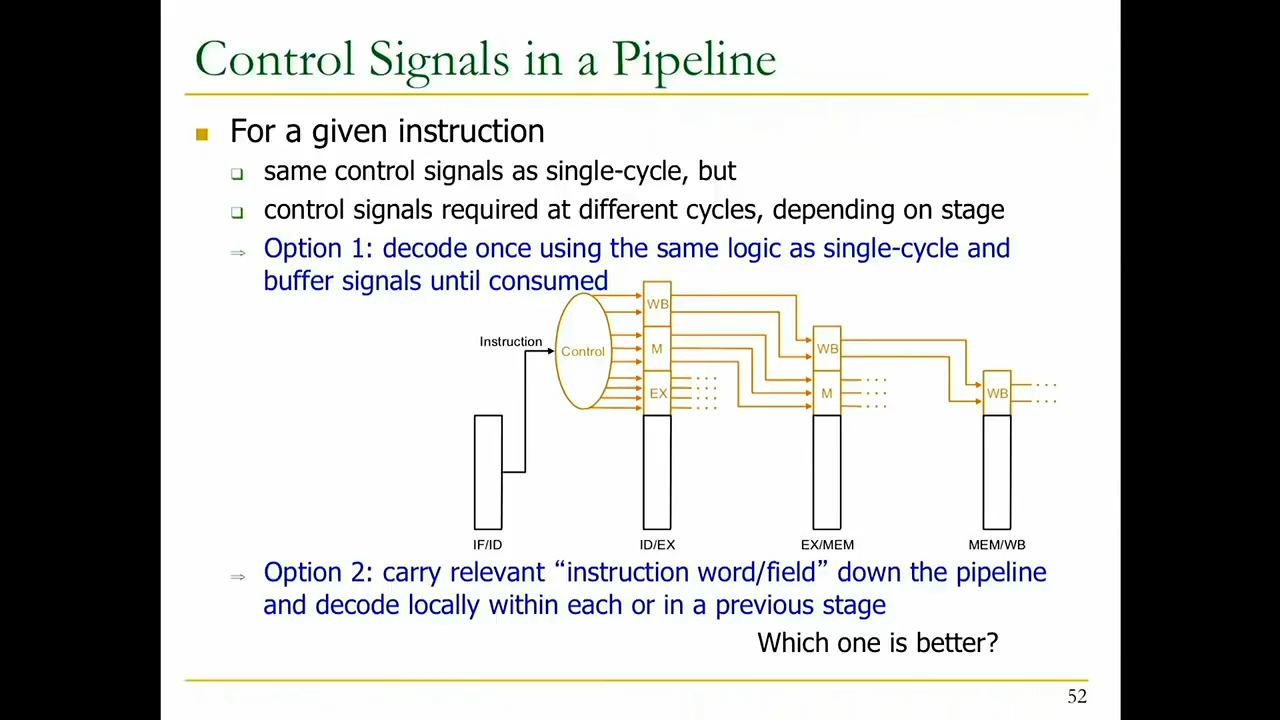 Control Signals in a Pipeline
For a given instruction
same control signals as single-cycle, but
control signals required at different cycles, depending on stage
Option 1: decode once using the same logic as single-cycle and
buffer signals until consumed
WB
Instruction
Control
M
WB
EX
M
WB
IF/ID
ID/EX
EX/MEM
MEM/WB
Option 2: carry relevant “instruction word/field” down the pipeline
and decode locally within each or in a previous stage
Which one is better?
52